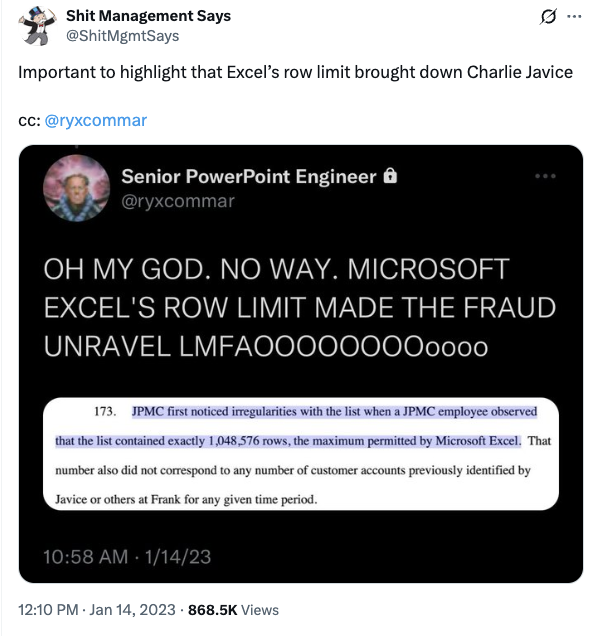 Shit Management Says
@ShitMgmtSays
Important to highlight that Excel’s row limit brought down Charlie Javice
cc: @ryxcommar
Senior PowerPoint Engineer
@ryxcommar
OH MY GOD. NO WAY. MICROSOFT
EXCEL'S ROW LIMIT MADE THE FRAUD
UNRAVEL LMFAOOOOOOOOoooo
173. JPMC first noticed irregularities with the list when a JPMC employee observed
that the list contained exactly 1,048,576 rows, the maximum permitted by Microsoft Excel. That
number also did not correspond to any number of customer accounts previously identified by
Javice or others at Frank for any given time period.
10:58 AM · 1/14/23
12:10 PM · Jan 14, 2023 · 868.5K Views